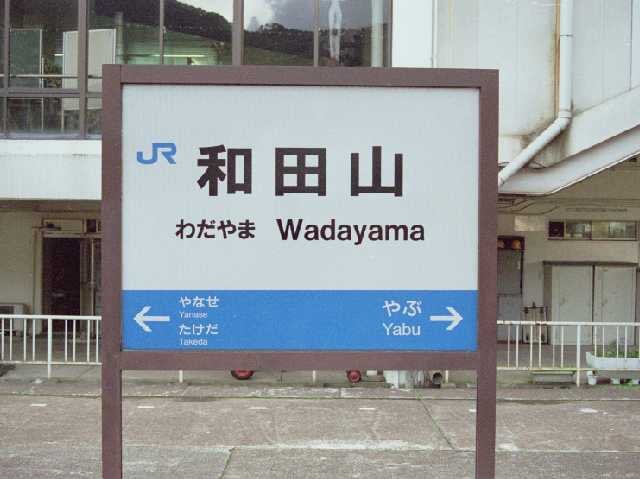 JR 和田山
わだやま Wadayama
← やなせ
Yanase
たけだ
Takeda
やぶ →
Yabu